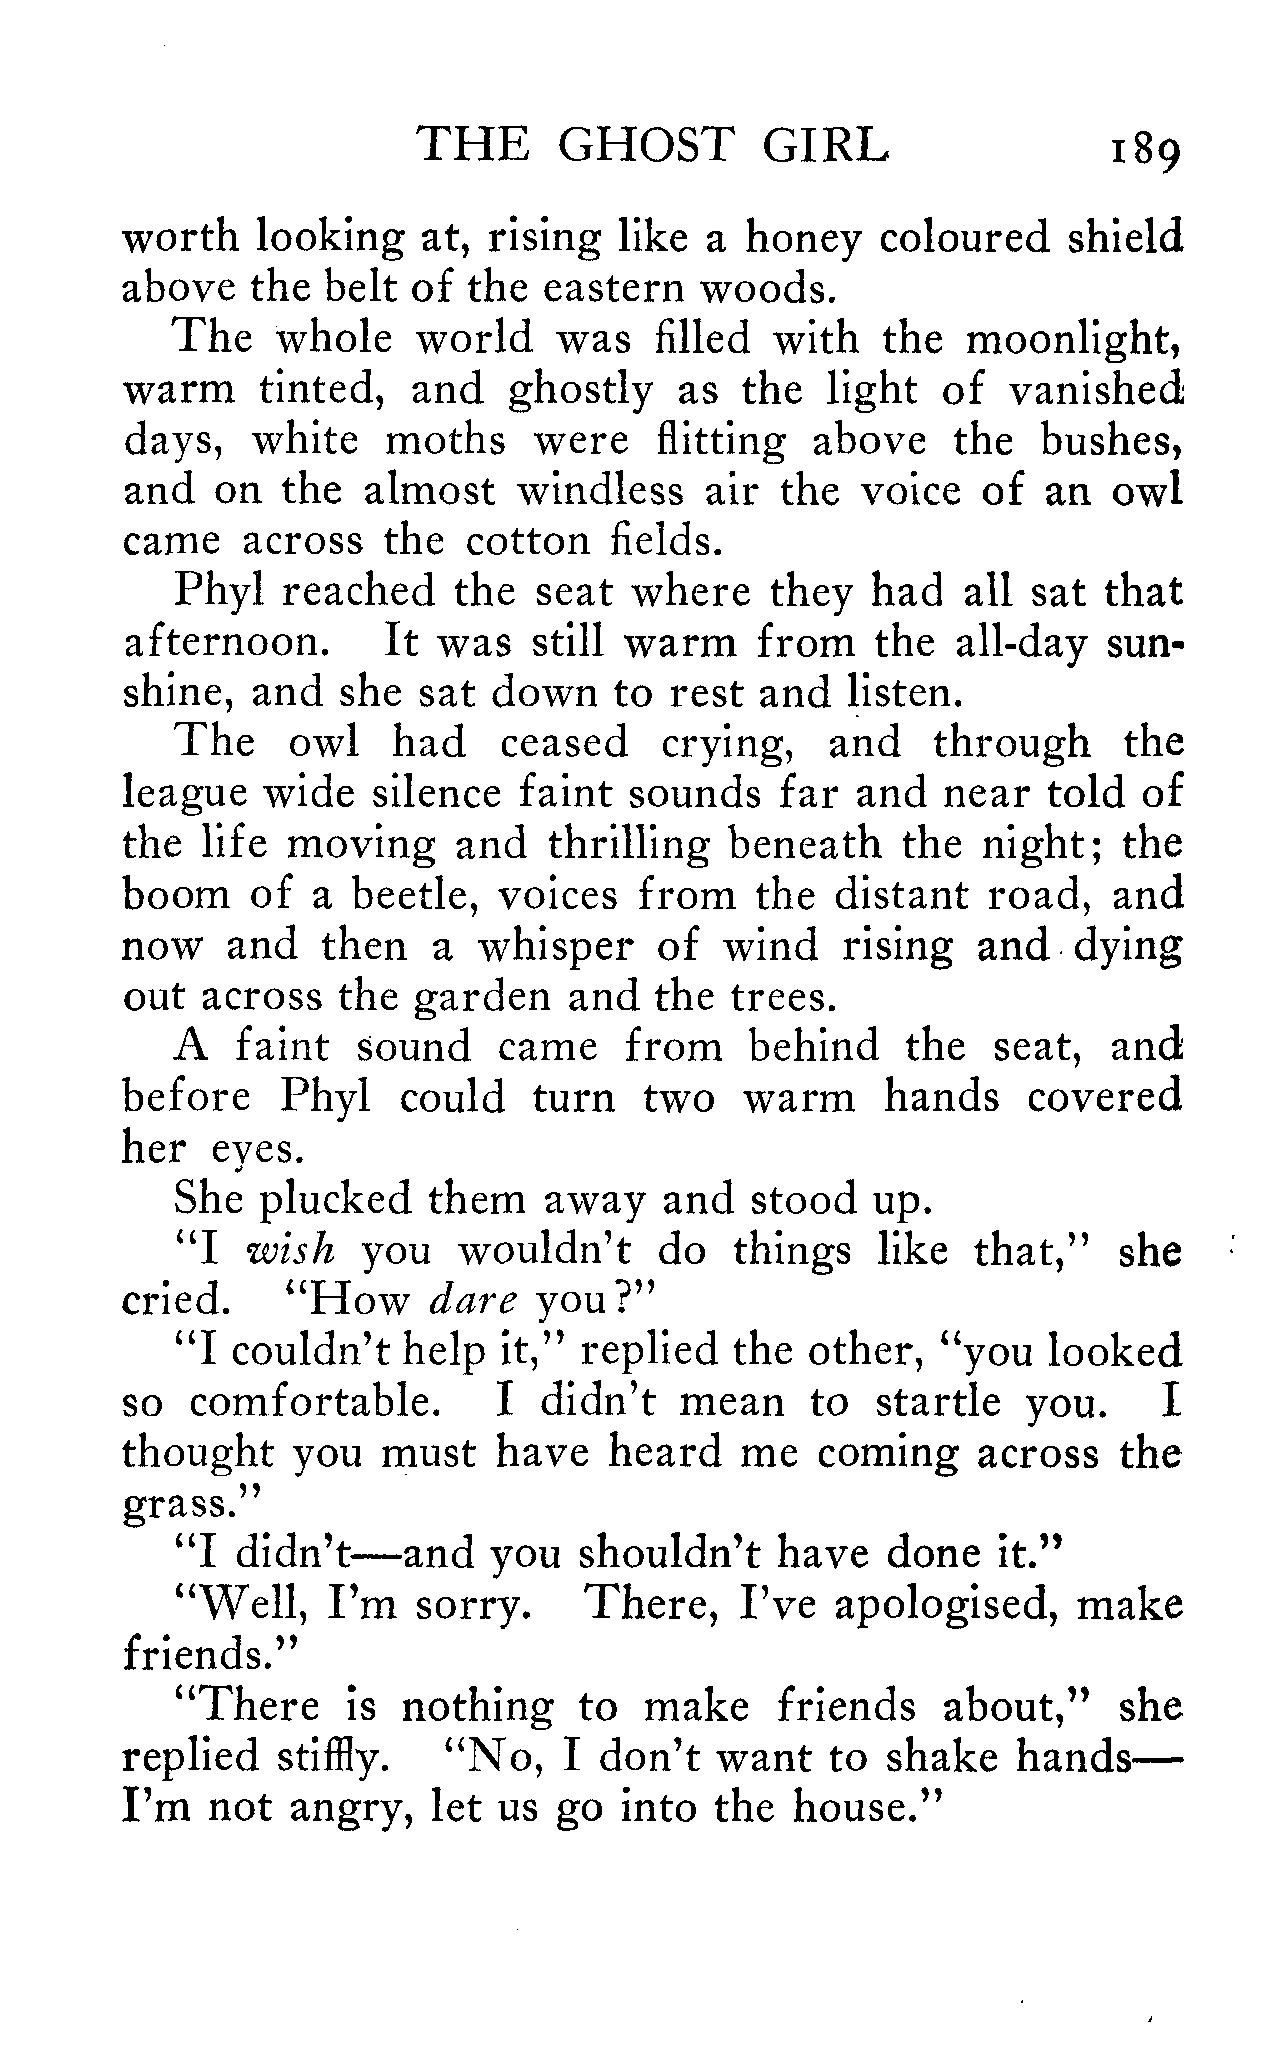 THE GHOST GIRL 189
worth looking at, rising like a honey coloured shield
above the belt of the eastern woods.
The whole world was filled with the moonlight,
warm tinted, and ghostly as the light of vanished
days, white moths were flitting above the bushes,
and on the almost windless air the voice of an owl
came across the cotton fields.
Phyl reached the seat where they had all sat that
afternoon. It was still warm from the all-day sun-
shine, and she sat down to rest and listen.
The owl had ceased crying, and through the
league wide silence faint sounds far and near told of
the life moving and thrilling beneath the night; the
boom of a beetle, voices from the distant road, and
now and then a whisper of wind rising and dying
out across the garden and the trees.
A faint sound came from behind the seat, and
before Phyl could turn two warm hands covered
her eyes.
She plucked them away and stood up.
“I wish you wouldn’t do things like that,” she
cried. “How dare you?”
“I couldn’t help it,” replied the other, “you looked
so comfortable. I didn’t mean to startle you. I
thought you must have heard me coming across the
grass.”
“I didn’t—and you shouldn’t have done it.”
“Well, I’m sorry. There, I’ve apologised, make
friends.”
“There is nothing to make friends about,” she
replied stiffly. “No, I don’t want to shake hands—
I’m not angry, let us go into the house.”